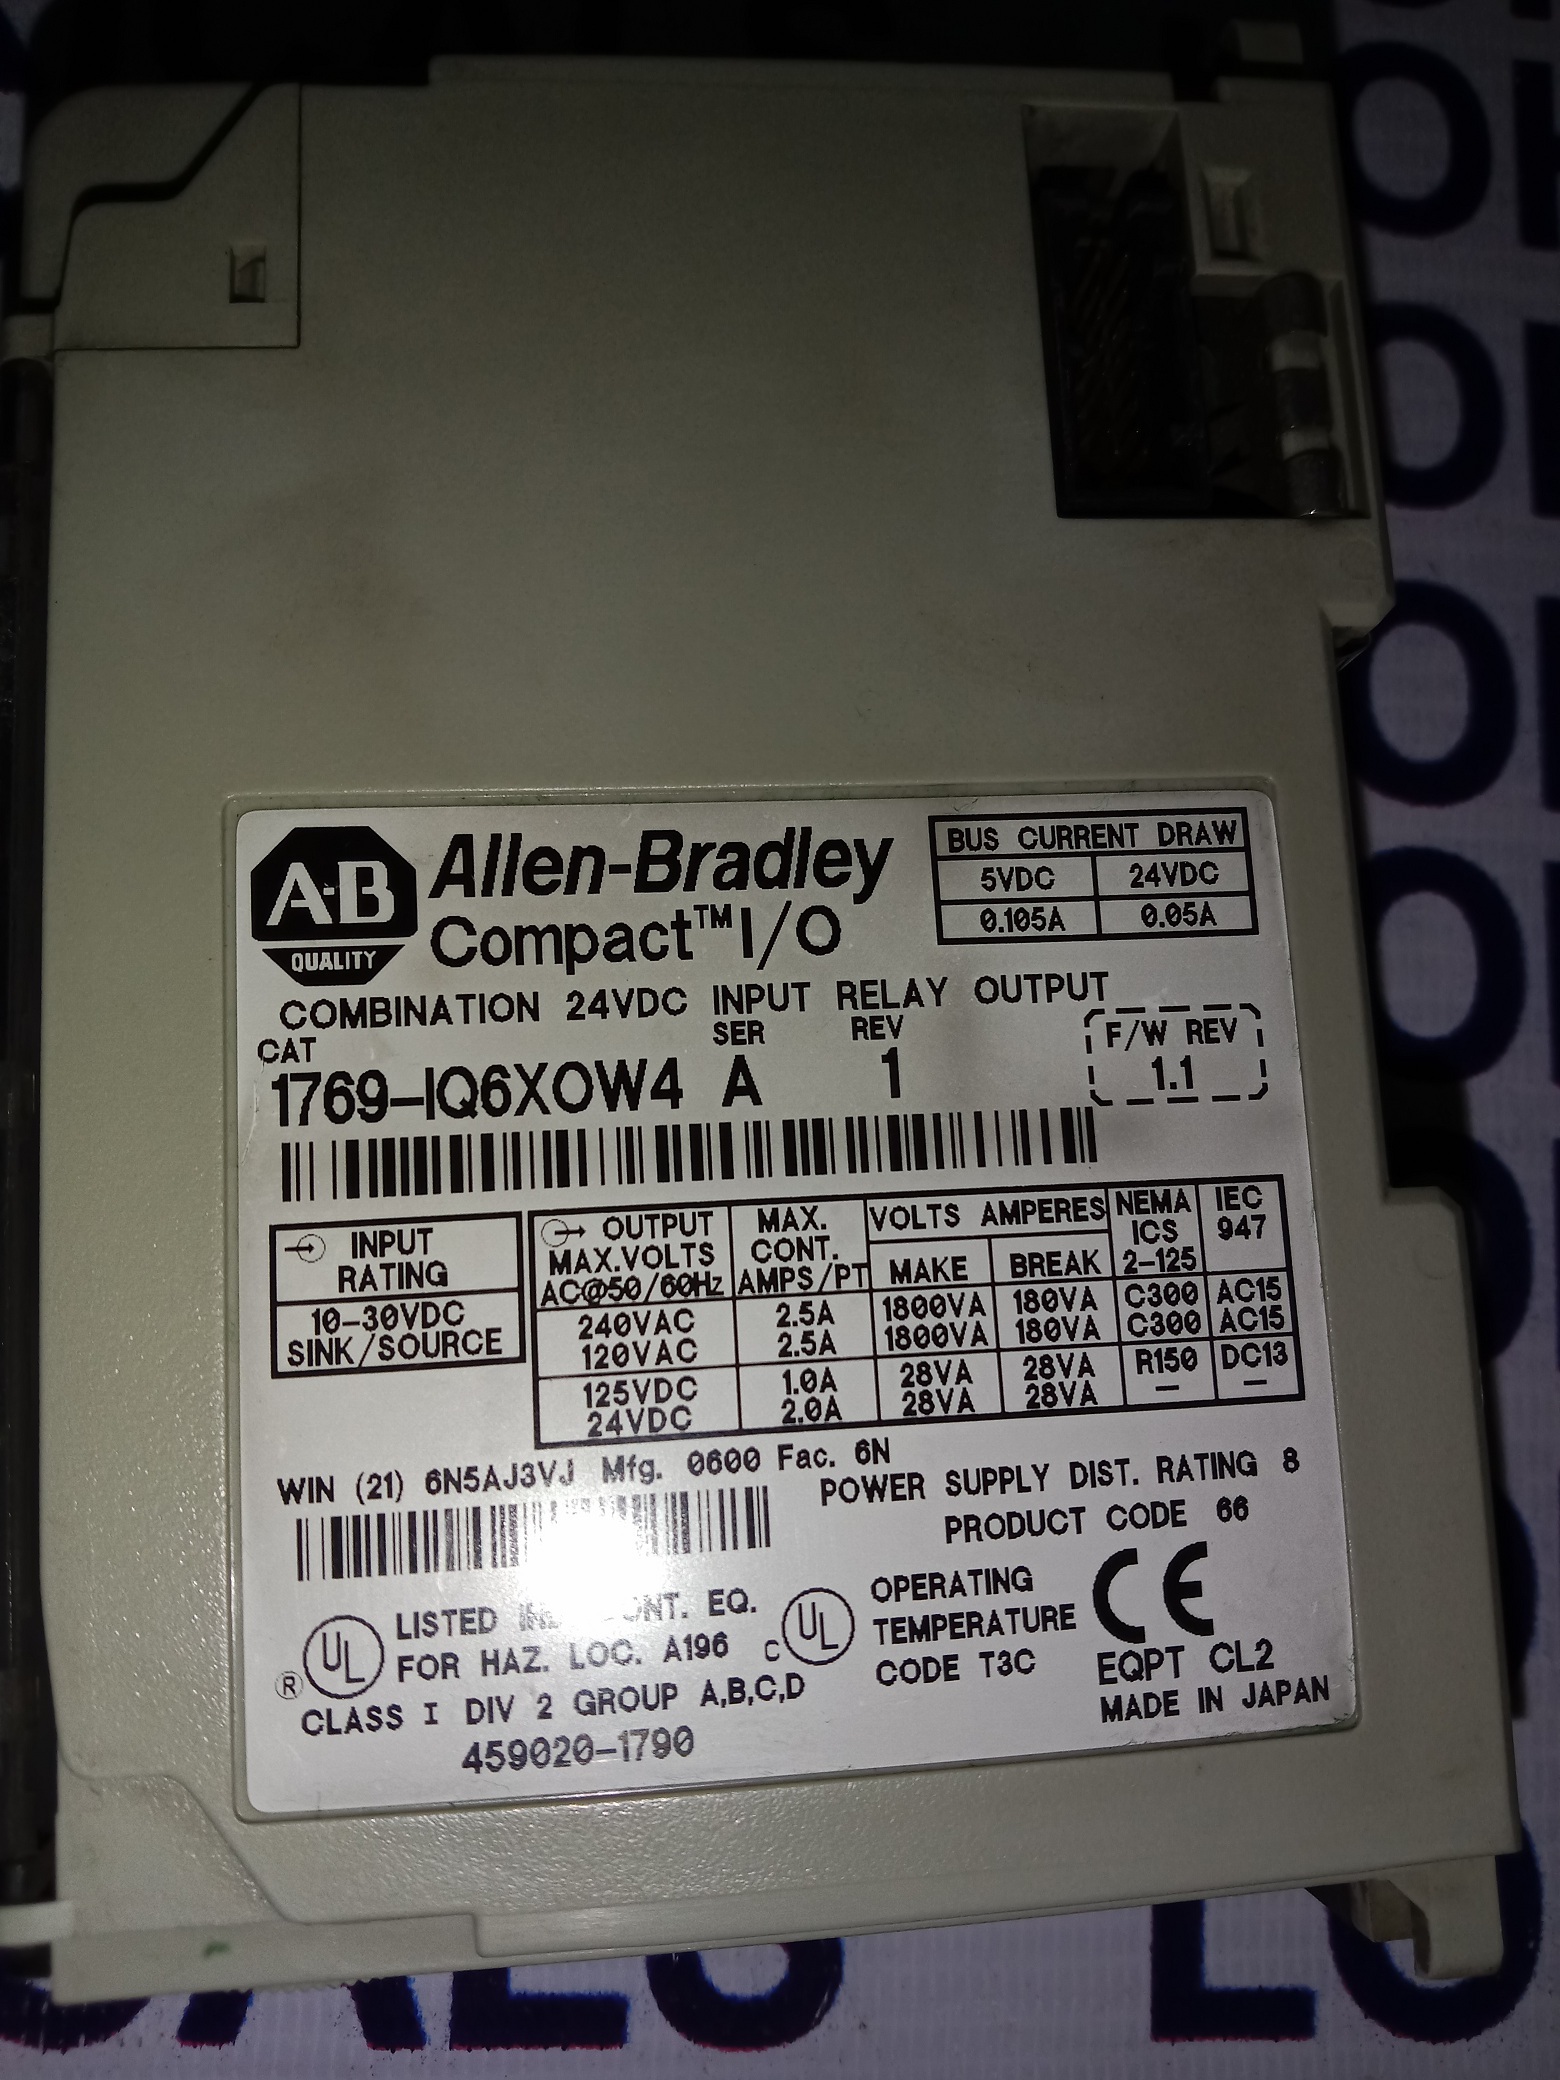 A-B
QUALITY
Allen-Bradley
Compact™ I/O
BUS CURRENT DRAW
5VDC 24VDC
0.105A 0.05A
COMBINATION 24VDC INPUT RELAY OUTPUT
CAT SER REV F/W REV
1769-IQ6XOW4 A 1 1.1
INPUT
RATING
10-30VDC
SINK/SOURCE
OUTPUT
MAX.VOLTS
AC@50/60Hz
MAX.
CONT.
AMPS/PT
VOLTS AMPERES
MAKE BREAK
NEMA
ICS
2-125
IEC
947
240VAC 2.5A 1800VA 180VA C300 AC15
120VAC 2.5A 1800VA 180VA C300 AC15
125VDC 1.0A 28VA 28VA R150 DC13
24VDC 2.0A 28VA 28VA – –
WIN (21) 6N5AJ3VJ Mfg. 0600 Fac. 6N
POWER SUPPLY DIST. RATING 8
PRODUCT CODE 66
UL
LISTED EQ.
FOR HAZ. LOC. A196
CLASS I DIV 2 GROUP A,B,C,D
459020-1790
C UL
®
OPERATING
TEMPERATURE
CODE T3C
CE
EQPT CL2
MADE IN JAPAN